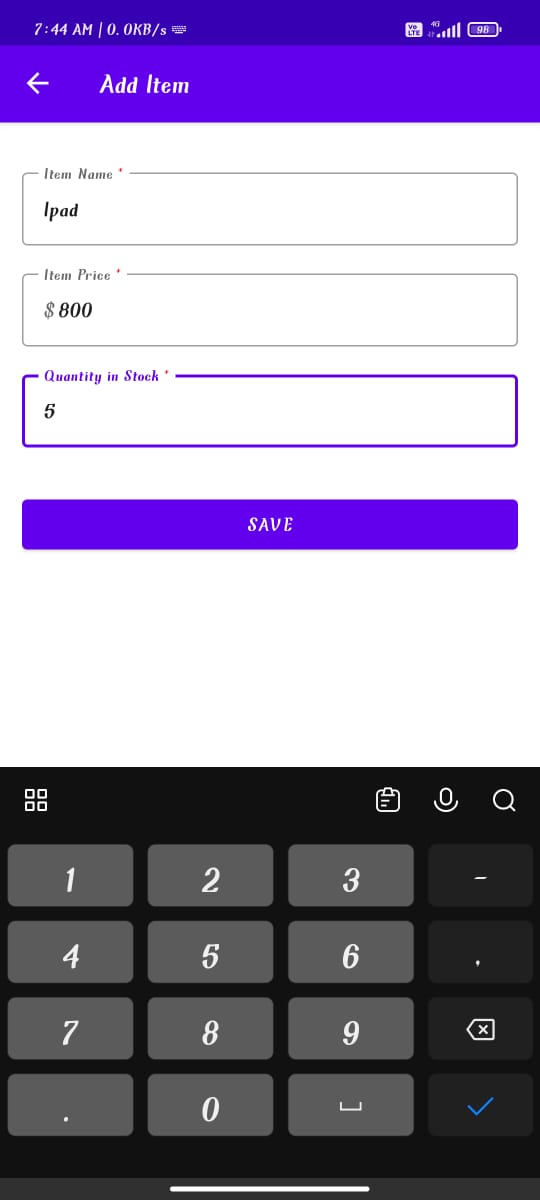 7:44 AM | 0.0KB/s
Vo LTE 4G 98
Add Item
Item Name *
Ipad
Item Price *
$ 800
Quantity in Stock *
5
SAVE
1 2 3 -
4 5 6 ,
7 8 9
. 0